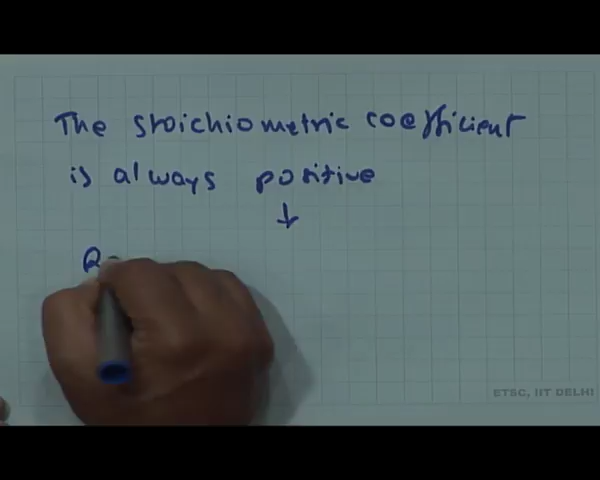 The stoichiometric coefficient
is always positive
ETSC, IIT DELHI